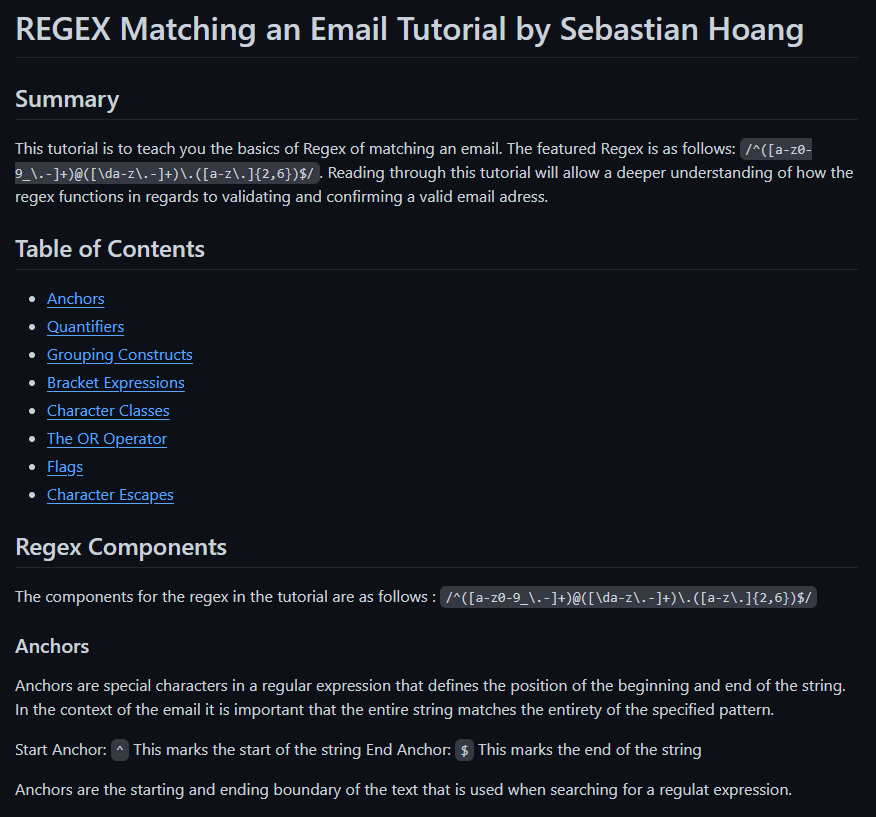 REGEX Matching an Email Tutorial by Sebastian Hoang
Summary
This tutorial is to teach you the basics of Regex of matching an email. The featured Regex is as follows: /^([a-z0-
9_\.-]+)@([\da-z\.-]+)\.([a-z\.]{2,6})$/. Reading through this tutorial will allow a deeper understanding of how the
regex functions in regards to validating and confirming a valid email adress.
Table of Contents
Anchors
Quantifiers
Grouping Constructs
Bracket Expressions
Character Classes
The OR Operator
Flags
Character Escapes
Regex Components
The components for the regex in the tutorial are as follows : /^([a-z0-9_\.-]+)@([\da-z\.-]+)\.([a-z\.]{2,6})$/
Anchors
Anchors are special characters in a regular expression that defines the position of the beginning and end of the string.
In the context of the email it is important that the entire string matches the entirety of the specified pattern.
Start Anchor: ^ This marks the start of the string End Anchor: $ This marks the end of the string
Anchors are the starting and ending boundary of the text that is used when searching for a regulat expression.